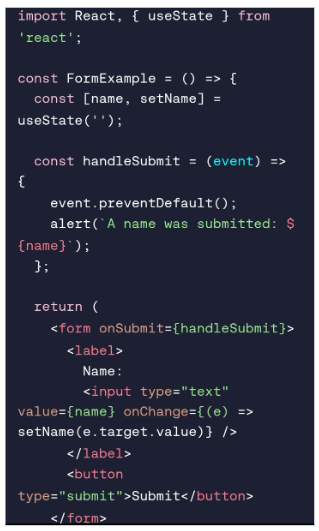 import React, { useState } from
'react';
const FormExample = () => {
const [name, setName] =
useState('');
const handleSubmit = (event) =>
{
event.preventDefault();
alert(`A name was submitted: $
{name}`);
};
return (
<form onSubmit={handleSubmit}>
<label>
Name:
<input type="text"
value={name} onChange={(e) =>
setName(e.target.value)} />
</label>
<button
type="submit">Submit</button>
</form>